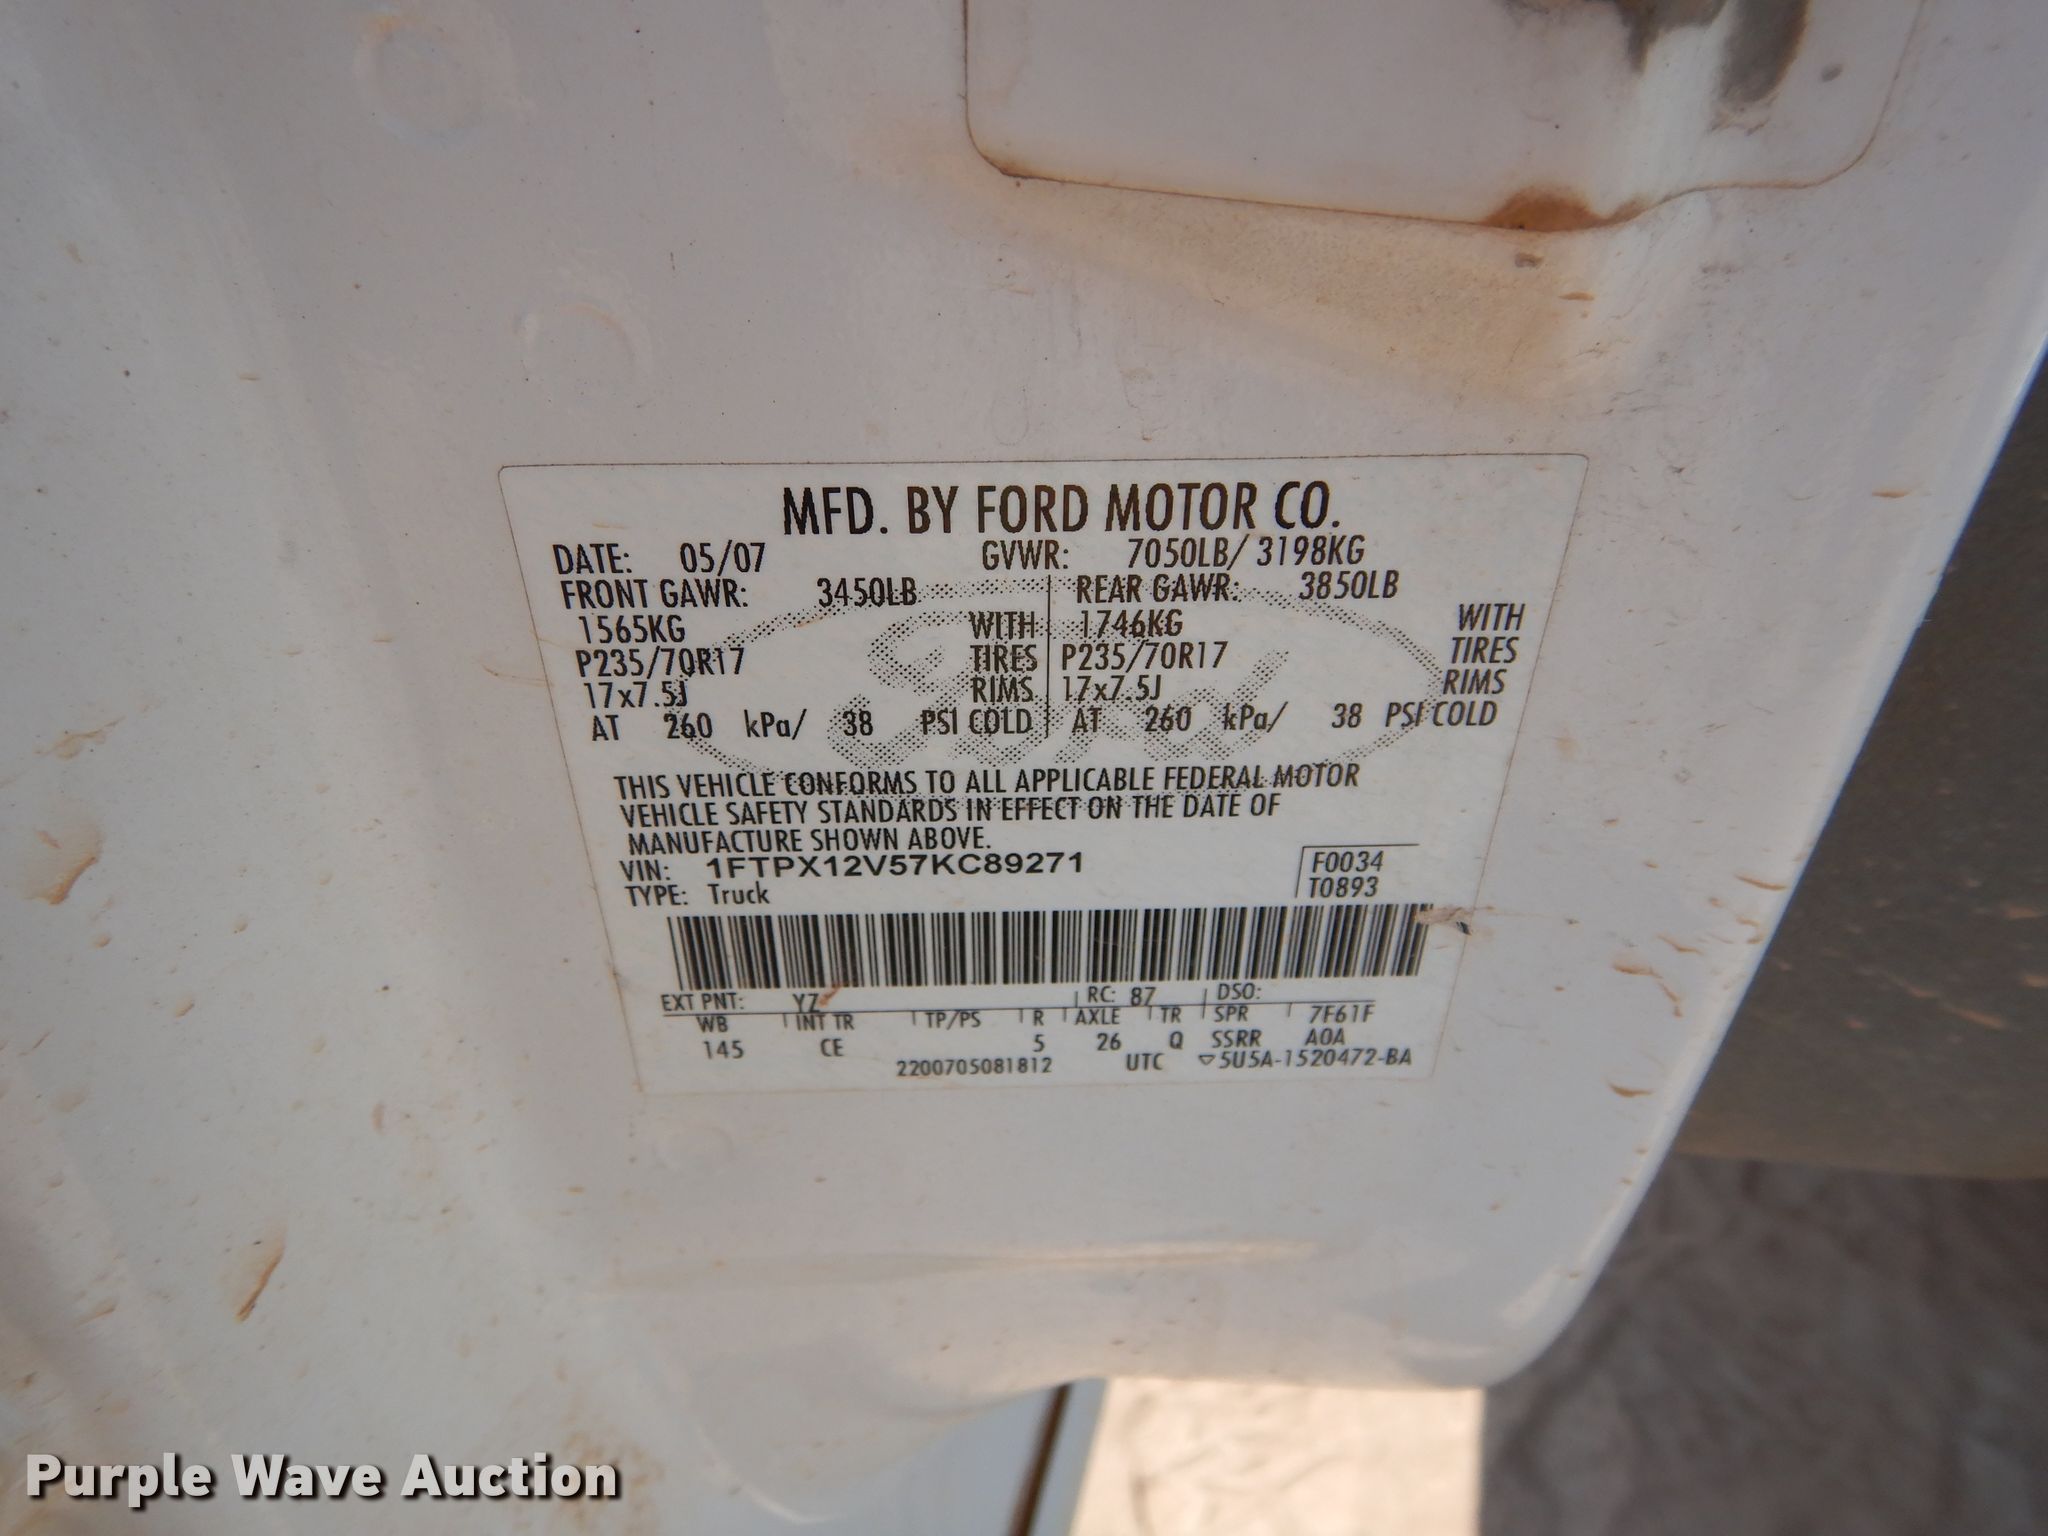 MFD. BY FORD MOTOR CO.
DATE: 05/07 GVWR: 7050LB/ 3198KG
FRONT GAWR: 3450LB REAR GAWR: 3850LB
1565KG WITH 1746KG WITH
P235/70R17 TIRES P235/70R17 TIRES
17x7.5J RIMS 17x7.5J RIMS
AT 260 kPa/ 38 PSI COLD AT 260 kPa/ 38 PSI COLD
Ford
THIS VEHICLE CONFORMS TO ALL APPLICABLE FEDERAL MOTOR
VEHICLE SAFETY STANDARDS IN EFFECT ON THE DATE OF
MANUFACTURE SHOWN ABOVE.
VIN: 1FTPX12V57KC89271 F0034
TYPE: Truck T0893
EXT PNT: YZ RC: 87 DSO:
WB INT TR TP/PS R AXLE TR SPR 7F61F
145 CE 5 26 Q SSRR A0A
2200705081812 UTC ▽5U5A-1520472-BA
Purple Wave Auction